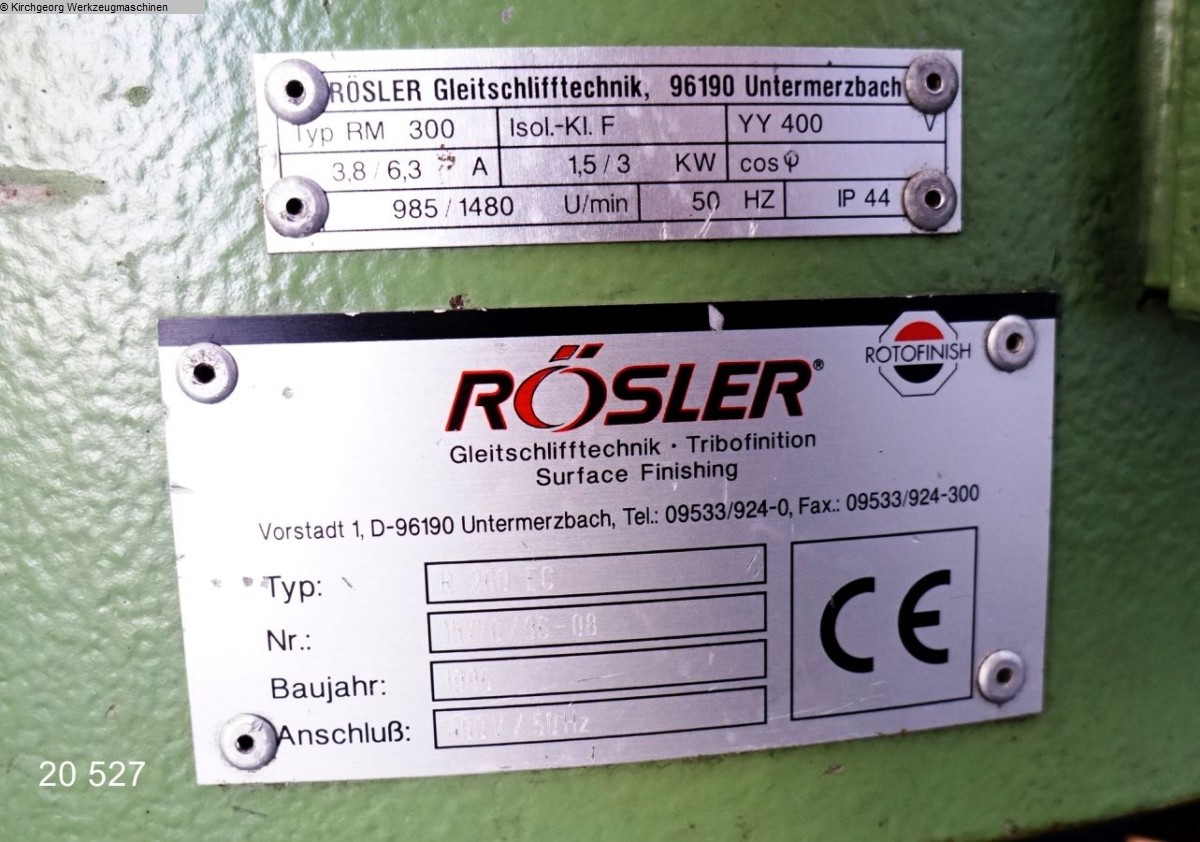 © Kirchgeorg Werkzeugmaschinen
RÖSLER Gleitschlifftechnik, 96190 Untermerzbach
Typ RM 300 Isol.-Kl. F YY 400 V
3,8 / 6,3 A 1,5 / 3 KW cos φ
985 / 1480 U/min 50 HZ IP 44
ROTOFINISH
RÖSLER®
Gleitschlifftechnik · Tribofinition
Surface Finishing
Vorstadt 1, D-96190 Untermerzbach, Tel.: 09533/924-0, Fax.: 09533/924-300
Typ: R EC
Nr.:
Baujahr:
Anschluß: / 50Hz
CE
20 527